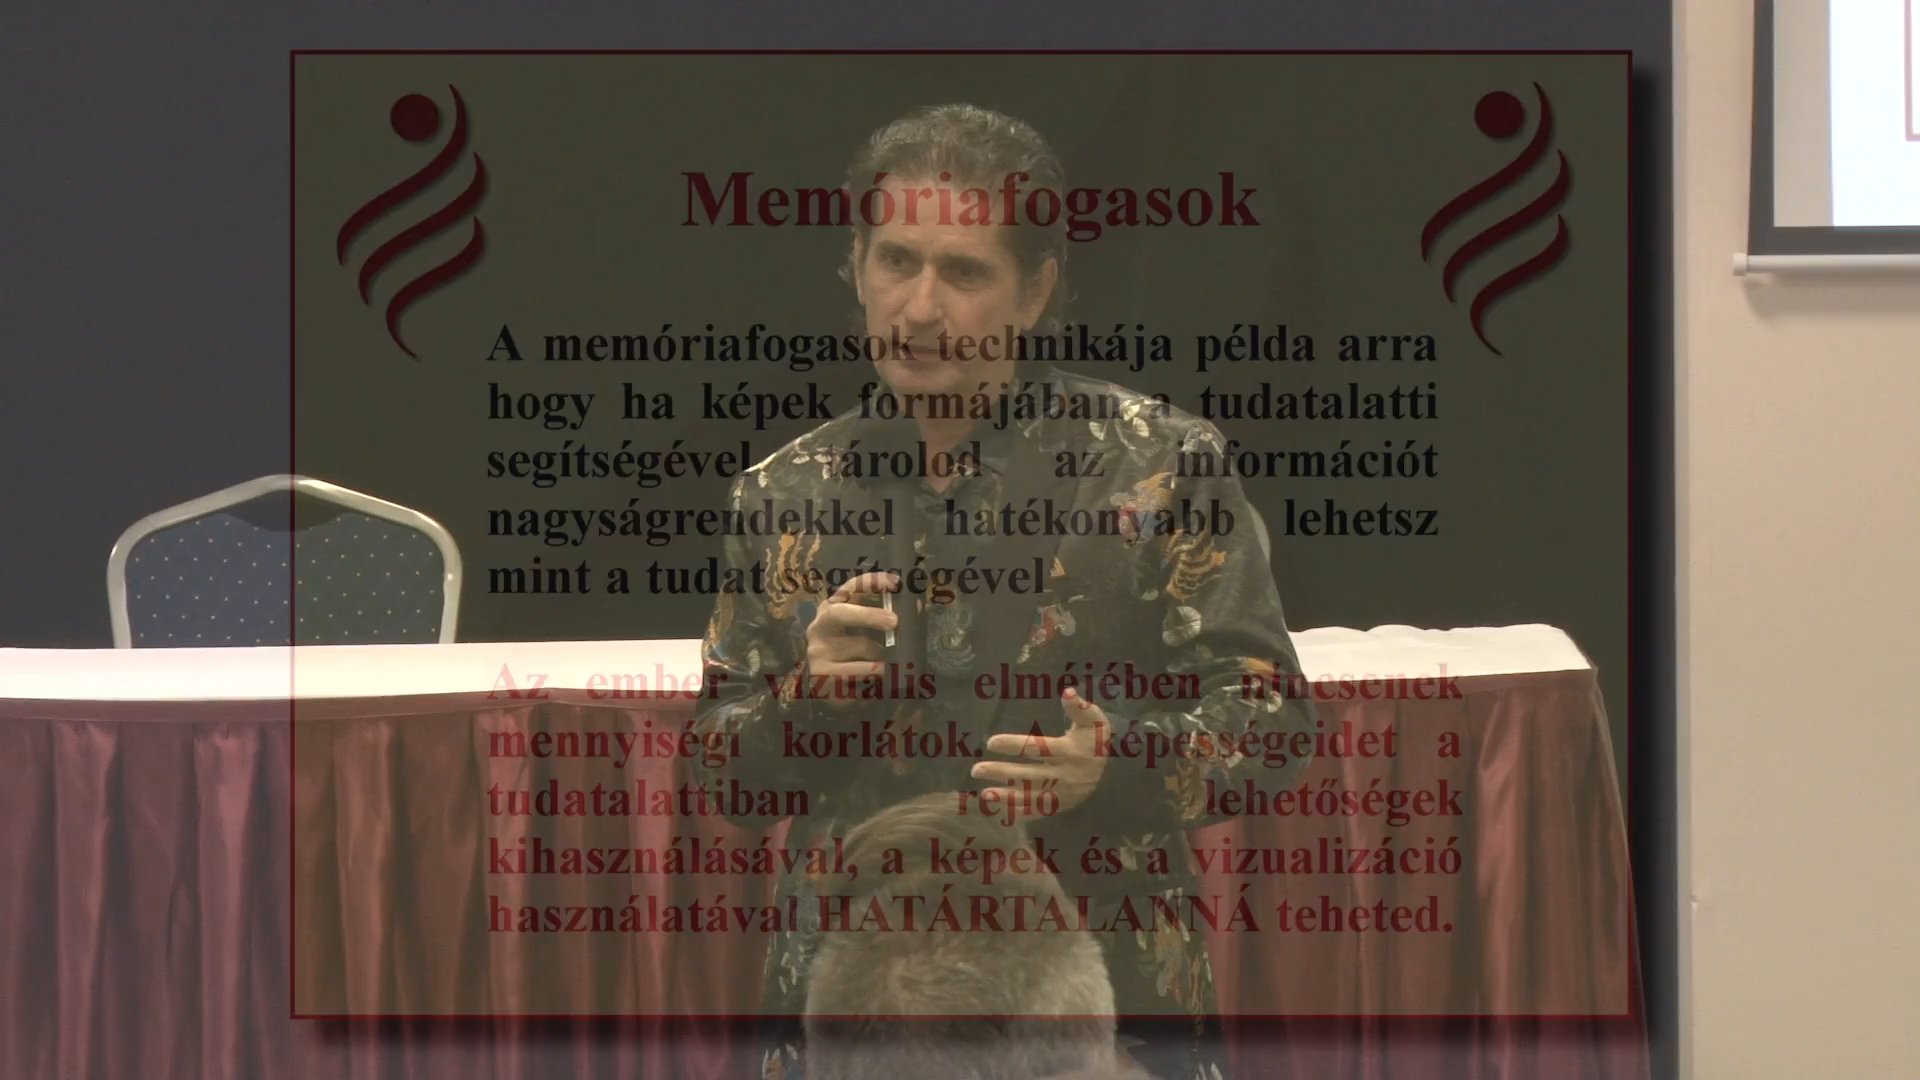 Memóriafogasok
A memóriafogasok technikája példa arra
hogy ha képek formájában a tudatalatti
segítségével tárolod az információt
nagyságrendekkel hatékonyabb lehetsz
mint a tudat segítségével
Az ember vizuális elméjében nincsenek
mennyiségi korlátok. A képességeidet a
tudatalattiban rejlő lehetőségek
kihasználásával, a képek és a vizualizáció
használatával HATÁRTALANNÁ teheted.